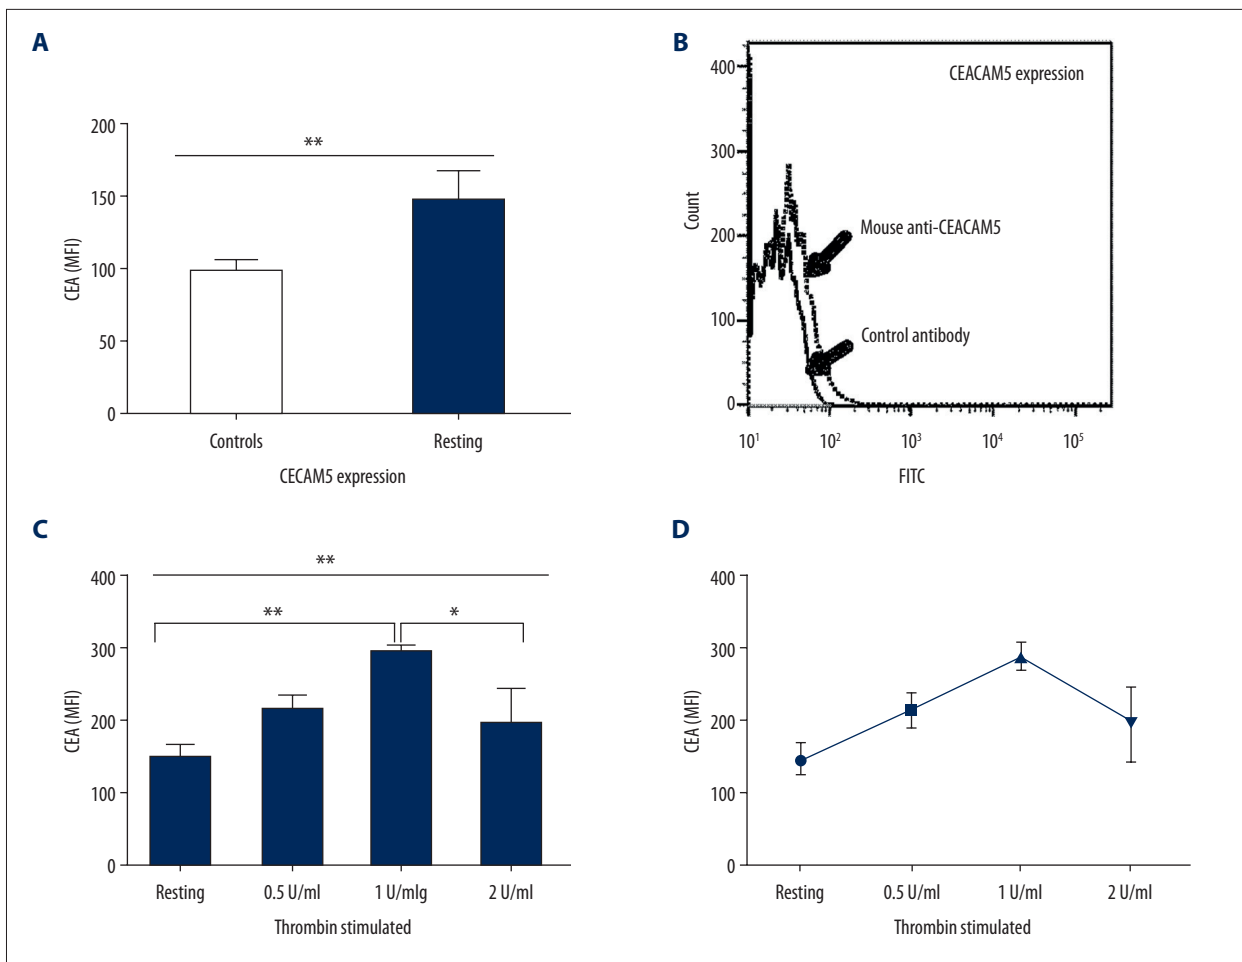 A
200
150
100
50
0
CEA (MFI)
**
Controls
Resting
CECAM5 expression
B
400
300
200
100
0
Count
CEACAM5 expression
Mouse anti-CEACAM5
Control antibody
10¹
10²
10³
10⁴
10⁵
FITC
C
400
300
200
100
0
CEA (MFI)
**
**
*
Resting
0.5 U/ml
1 U/mlg
2 U/ml
Thrombin stimulated
D
400
300
200
100
0
CEA (MFI)
Resting
0.5 U/ml
1 U/ml
2 U/ml
Thrombin stimulated